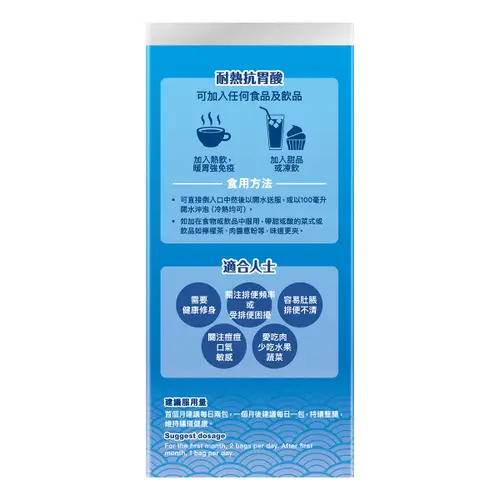 耐熱抗胃酸
可加入任何食品及飲品
加入熱飲，
暖胃強免疫
加入甜品
或凍飲
食用方法
• 可直接倒入口中然後以開水送服，或以100毫升
開水沖泡（冷熱均可）。
• 如加在食物或飲品中服用，帶甜或酸的菜式或
飲品如檸檬茶、肉醬意粉等，味道更夾。
適合人士
需要
健康修身
關注排便頻率
或
受排便困擾
容易肚脹
排便不清
關注痘痘
口氣
敏感
愛吃肉
少吃水果
蔬菜
建議服用量
首個月建議每日兩包，一個月後建議每日一包，持續整腸，
維持腸道健康。
Suggest dosage
For the first month, 2 bags per day. After first
month, 1 bag per day.